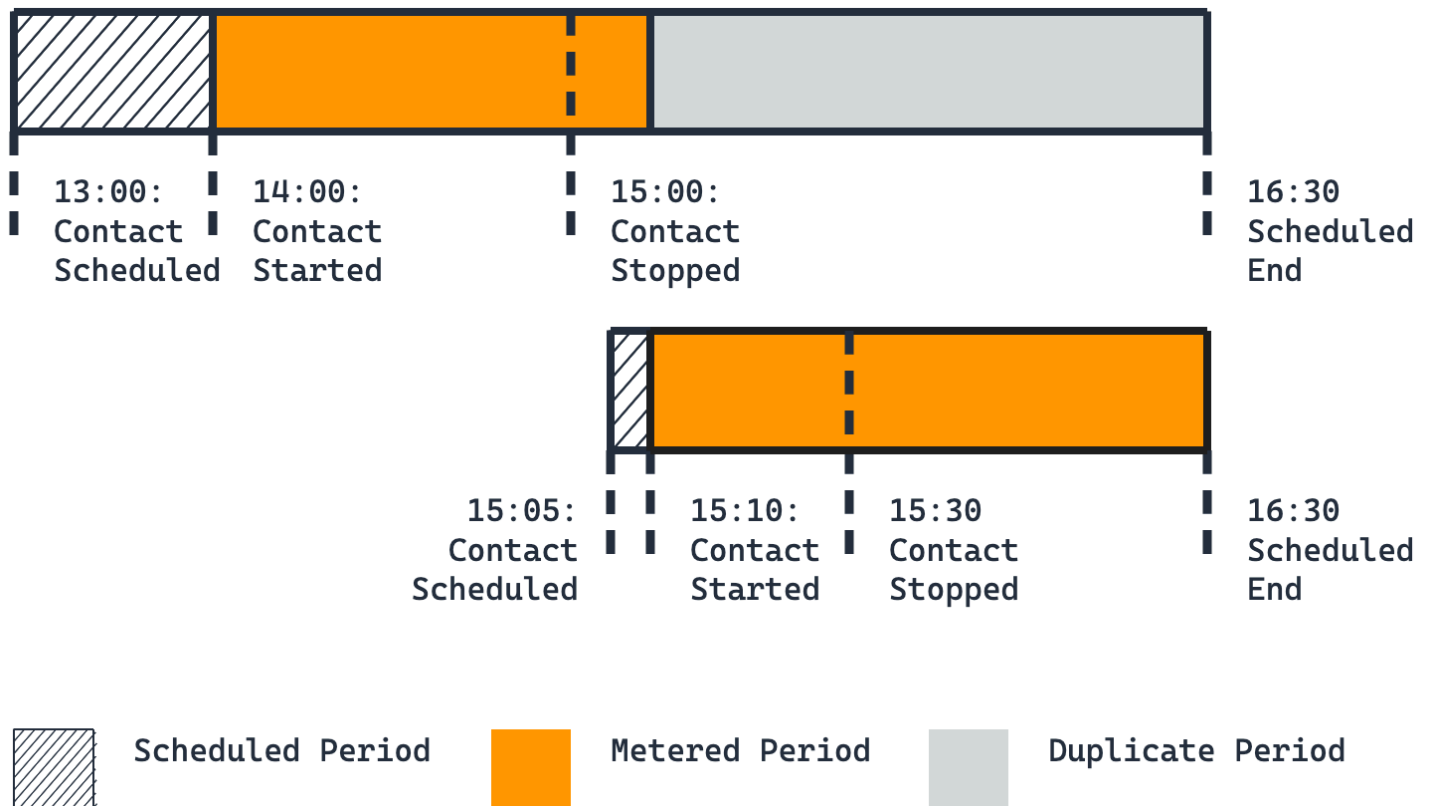 13:00:
Contact
Scheduled
14:00:
Contact
Started
15:00:
Contact
Stopped
16:30
Scheduled
End
15:05:
Contact
Scheduled
15:10:
Contact
Started
15:30
Contact
Stopped
16:30
Scheduled
End
Scheduled Period
Metered Period
Duplicate Period